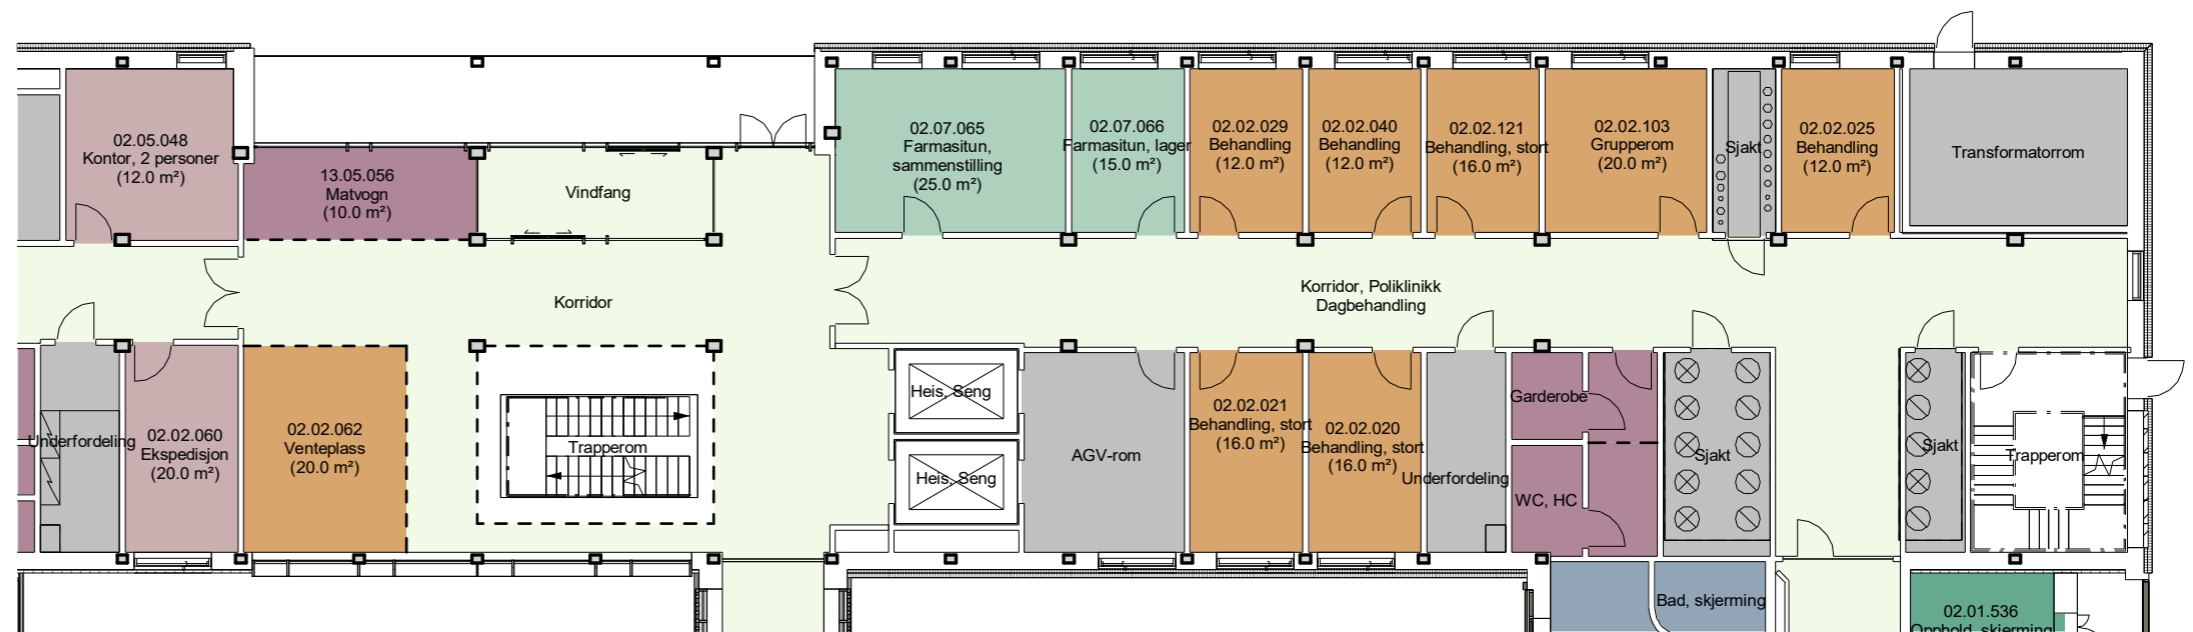 02.05.048
Kontor, 2 personer
(12.0 m²)
13.05.056
Matvogn
(10.0 m²)
Vindfang
02.07.065
Farmasitun,
sammenstilling
(25.0 m²)
02.07.066
Farmasitun, lager
(15.0 m²)
02.02.029
Behandling
(12.0 m²)
02.02.040
Behandling
(12.0 m²)
02.02.121
Behandling, stort
(16.0 m²)
02.02.103
Grupperom
(20.0 m²)
Sjakt
02.02.025
Behandling
(12.0 m²)
Transformatorrom
Korridor
Korridor, Poliklinikk
Dagbehandling
Underfordeling
02.02.060
Ekspedisjon
(20.0 m²)
02.02.062
Venteplass
(20.0 m²)
Trapperom
Heis, Seng
Heis, Seng
AGV-rom
02.02.021
Behandling, stort
(16.0 m²)
02.02.020
Behandling, stort
(16.0 m²)
Underfordeling
Garderobe
WC, HC
Sjakt
Sjakt
Trapperom
Bad, skjerming
02.01.536
Opphold, skjerming